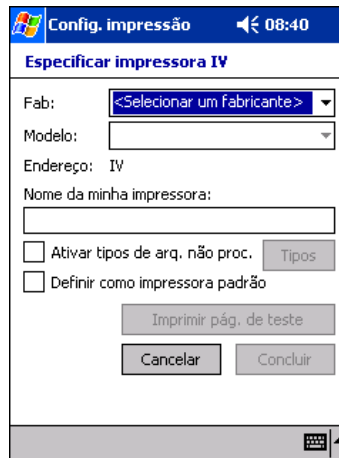 Config. impressão 08:40
Especificar impressora IV
Fab: <Selecionar um fabricante>
Modelo:
Endereço: IV
Nome da minha impressora:
Ativar tipos de arq. não proc. Tipos
Definir como impressora padrão
Imprimir pág. de teste
Cancelar Concluir